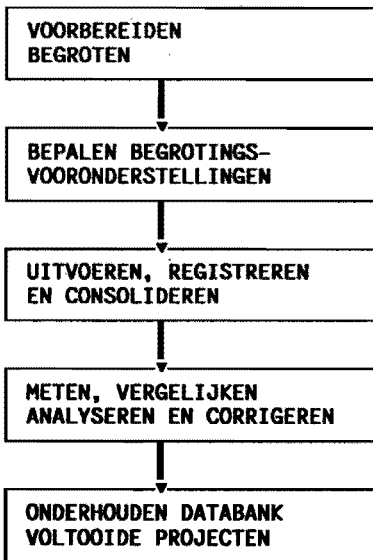 VOORBEREIDEN
BEGROTEN
BEPALEN BEGROTINGS-
VOORONDERSTELLINGEN
UITVOEREN, REGISTREREN
EN CONSOLIDEREN
METEN, VERGELIJKEN
ANALYSEREN EN CORRIGEREN
ONDERHOUDEN DATABANK
VOLTOOIDE PROJECTEN